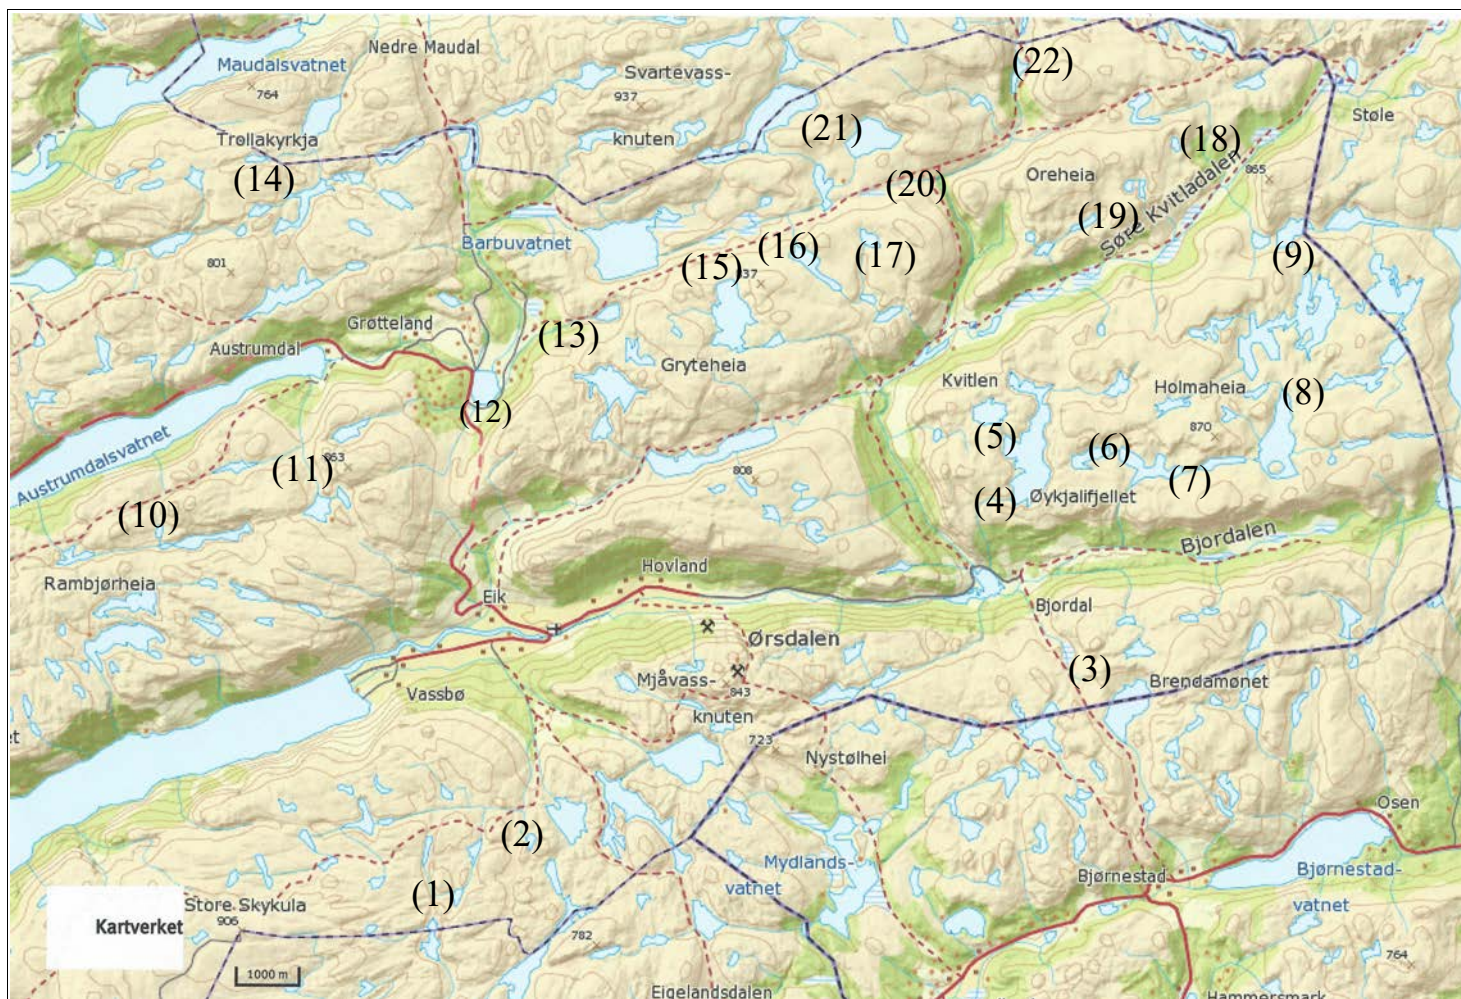 Nedre Maudal
Maudalsvatnet
764
Svartevass-
937
knuten
(22)
Støle
Trollakyrkja
(14)
(21)
(18)
865
Oreheia
(20)
(19)
Søre Kvitladalen
Barbuvatnet
801
(15)
(16)
(17)
(9)
Grøtteland
Austrumdal
(13)
Gryteheia
Kvitlen
Holmaheia
(8)
(12)
870
(5)
(6)
(7)
Austrumdalsvatnet
(11)
808
(10)
(4)
Øykjalifjellet
Bjordalen
Rambjørheia
Hovland
Eik
Bjordal
Ørsdalen
Vassbø
Mjåvass-
843
knuten
(3)
Brendamønet
723
Nystølhei
Osen
(2)
Mydlands-
vatnet
Bjørnestad
Bjørnestad-
vatnet
(1)
Store Skykula
906
Kartverket
782
764
1000 m
Eigelandsdalen
Hammersmark